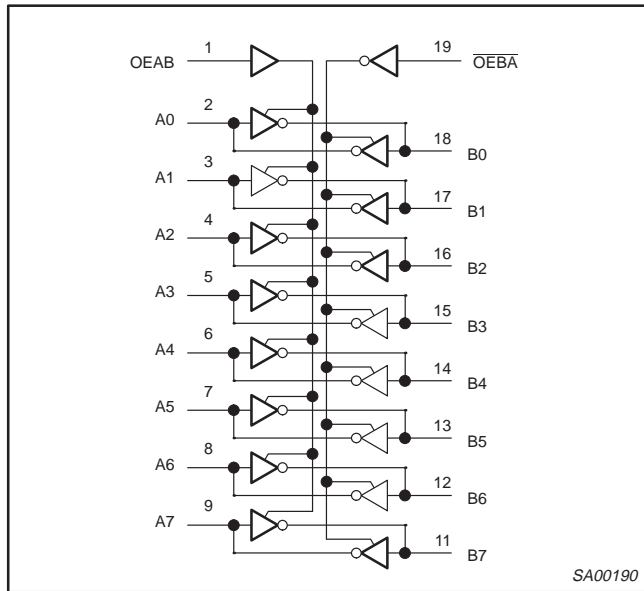 OEAB 1 19 O̅E̅B̅A̅
A0 2
18 B0
A1 3
17 B1
A2 4
16 B2
A3 5
15 B3
A4 6
14 B4
A5 7
13 B5
A6 8
12 B6
A7 9
11 B7
SA00190